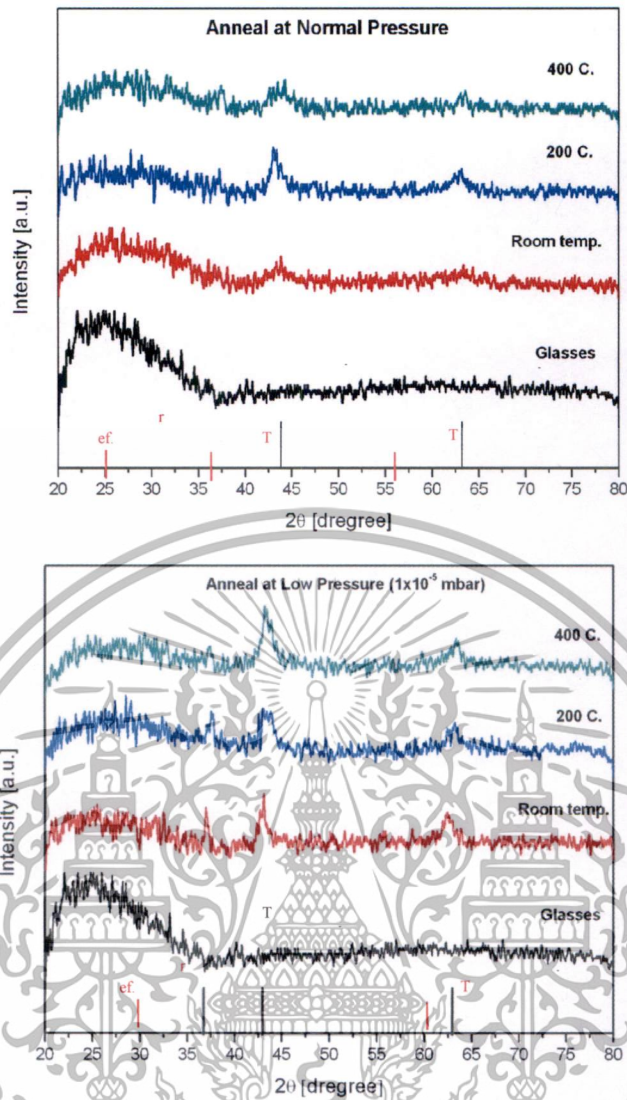 Anneal at Normal Pressure
400 C.
200 C.
Room temp.
Glasses
Intensity [a.u.]
r
ef.
T
T
20 25 30 35 40 45 50 55 60 65 70 75 80
2θ [dregree]
Anneal at Low Pressure (1x10⁻⁵ mbar)
400 C.
200 C.
Room temp.
Glasses
Intensity [a.u.]
T
r
ef.
T
20 25 30 35 40 45 50 55 60 65 70 75 80
2θ [dregree]